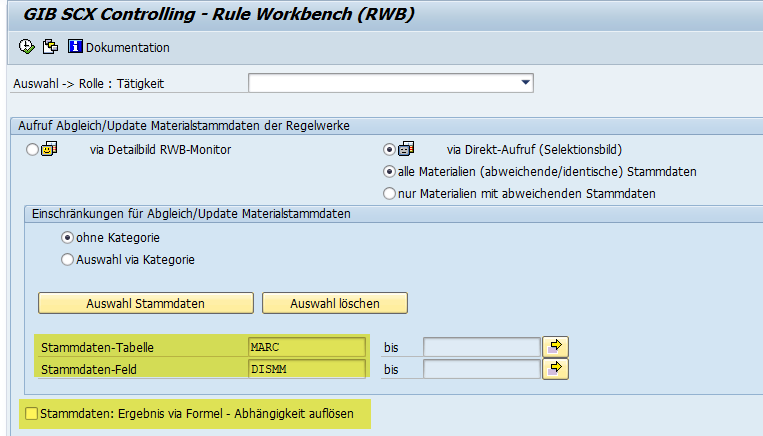 GIB SCX Controlling - Rule Workbench (RWB)
Dokumentation
Auswahl -> Rolle : Tätigkeit
Aufruf Abgleich/Update Materialstammdaten der Regelwerke
via Detailbild RWB-Monitor via Direkt-Aufruf (Selektionsbild)
alle Materialien (abweichende/identische) Stammdaten
nur Materialien mit abweichenden Stammdaten
Einschränkungen für Abgleich/Update Materialstammdaten
ohne Kategorie
Auswahl via Kategorie
Auswahl Stammdaten Auswahl löschen
Stammdaten-Tabelle MARC bis
Stammdaten-Feld DISMM bis
Stammdaten: Ergebnis via Formel - Abhängigkeit auflösen